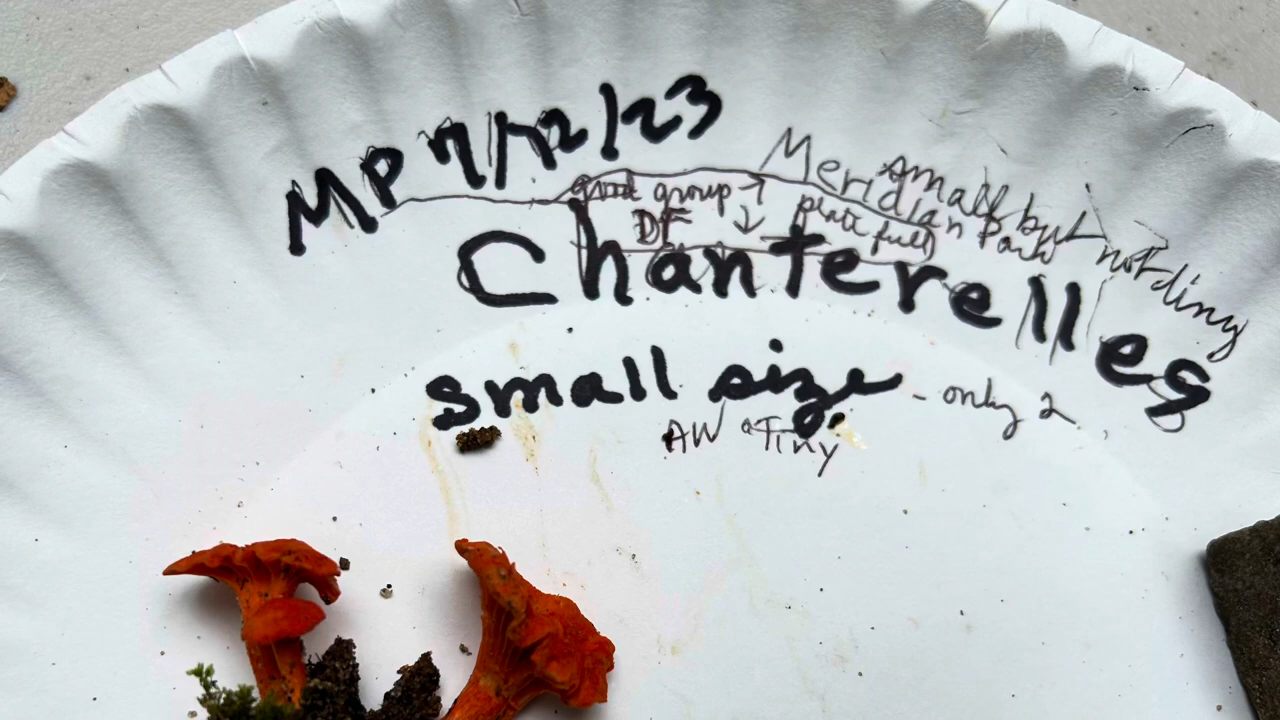 MP 7/12/23
Meridian Park
small but not diny
good group →
DF ↓
plate full
Chanterelles
small size - only 2
AW "Tiny